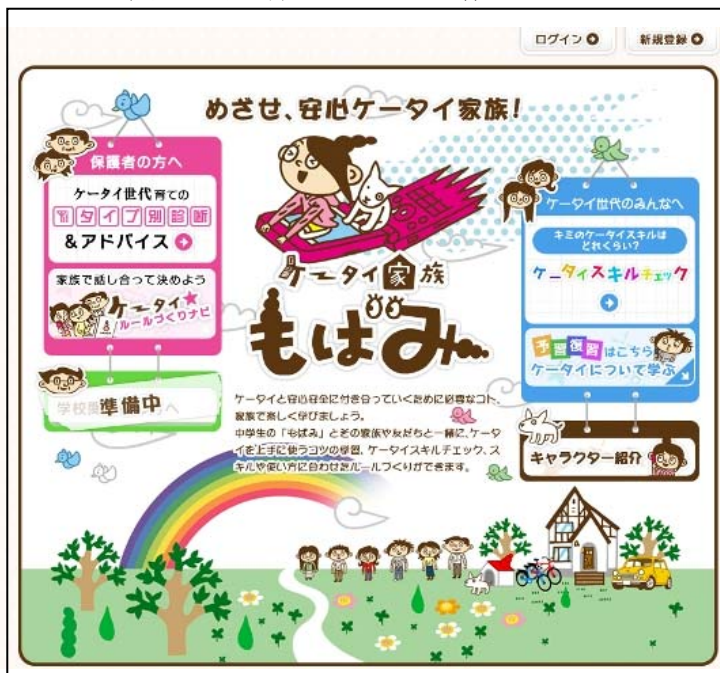 ログイン
新規登録
めざせ、安心ケータイ家族!
保護者の方へ
ケータイ世代育ての
タイプ別診断
&アドバイス
家族で話し合って決めよう
ケータイ
ルールづくりナビ
準備中
ケータイ家族
もばみ
ケータイと安心安全に付き合っていくために必要なコト、
家族で楽しく学びましょう。
中学生の「もばみ」とその家族や友だちと一緒に、ケータ
イを上手に使うコツの学習、ケータイスキルチェック、ス
キルや使い方に合わせたルールづくりができます。
ケータイ世代のみんなへ
キミのケータイスキルは
どれくらい?
ケータイスキルチェック
予習復習はこちら
ケータイについて学ぶ
キャラクター紹介